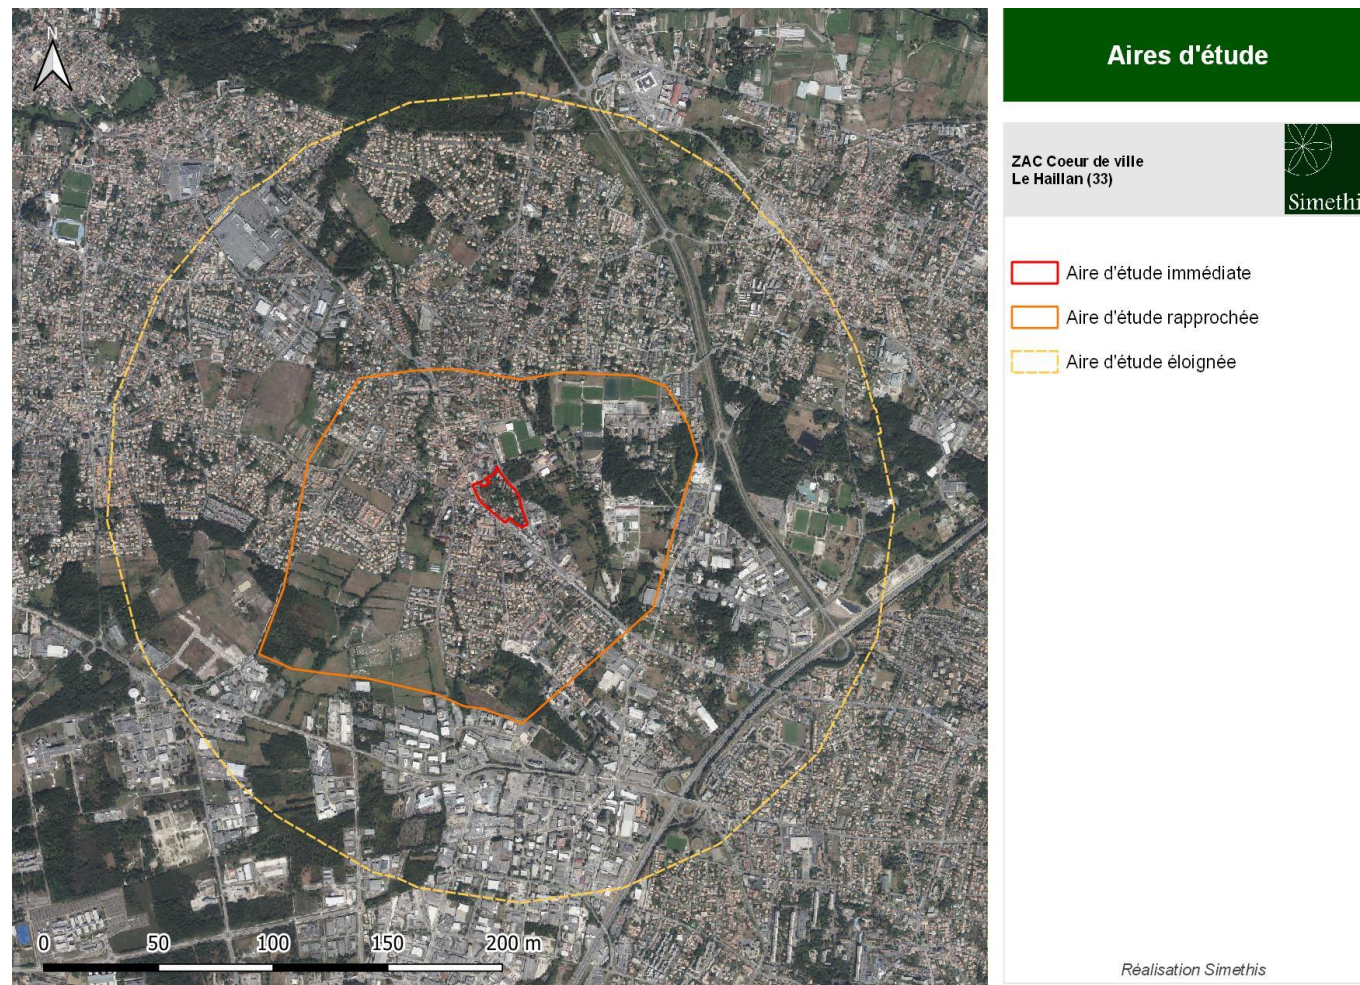 N
Aires d'étude
ZAC Coeur de ville
Le Haillan (33)
Simethi
Aire d'étude immédiate
Aire d'étude rapprochée
Aire d'étude éloignée
0 50 100 150 200 m
Réalisation Simethis